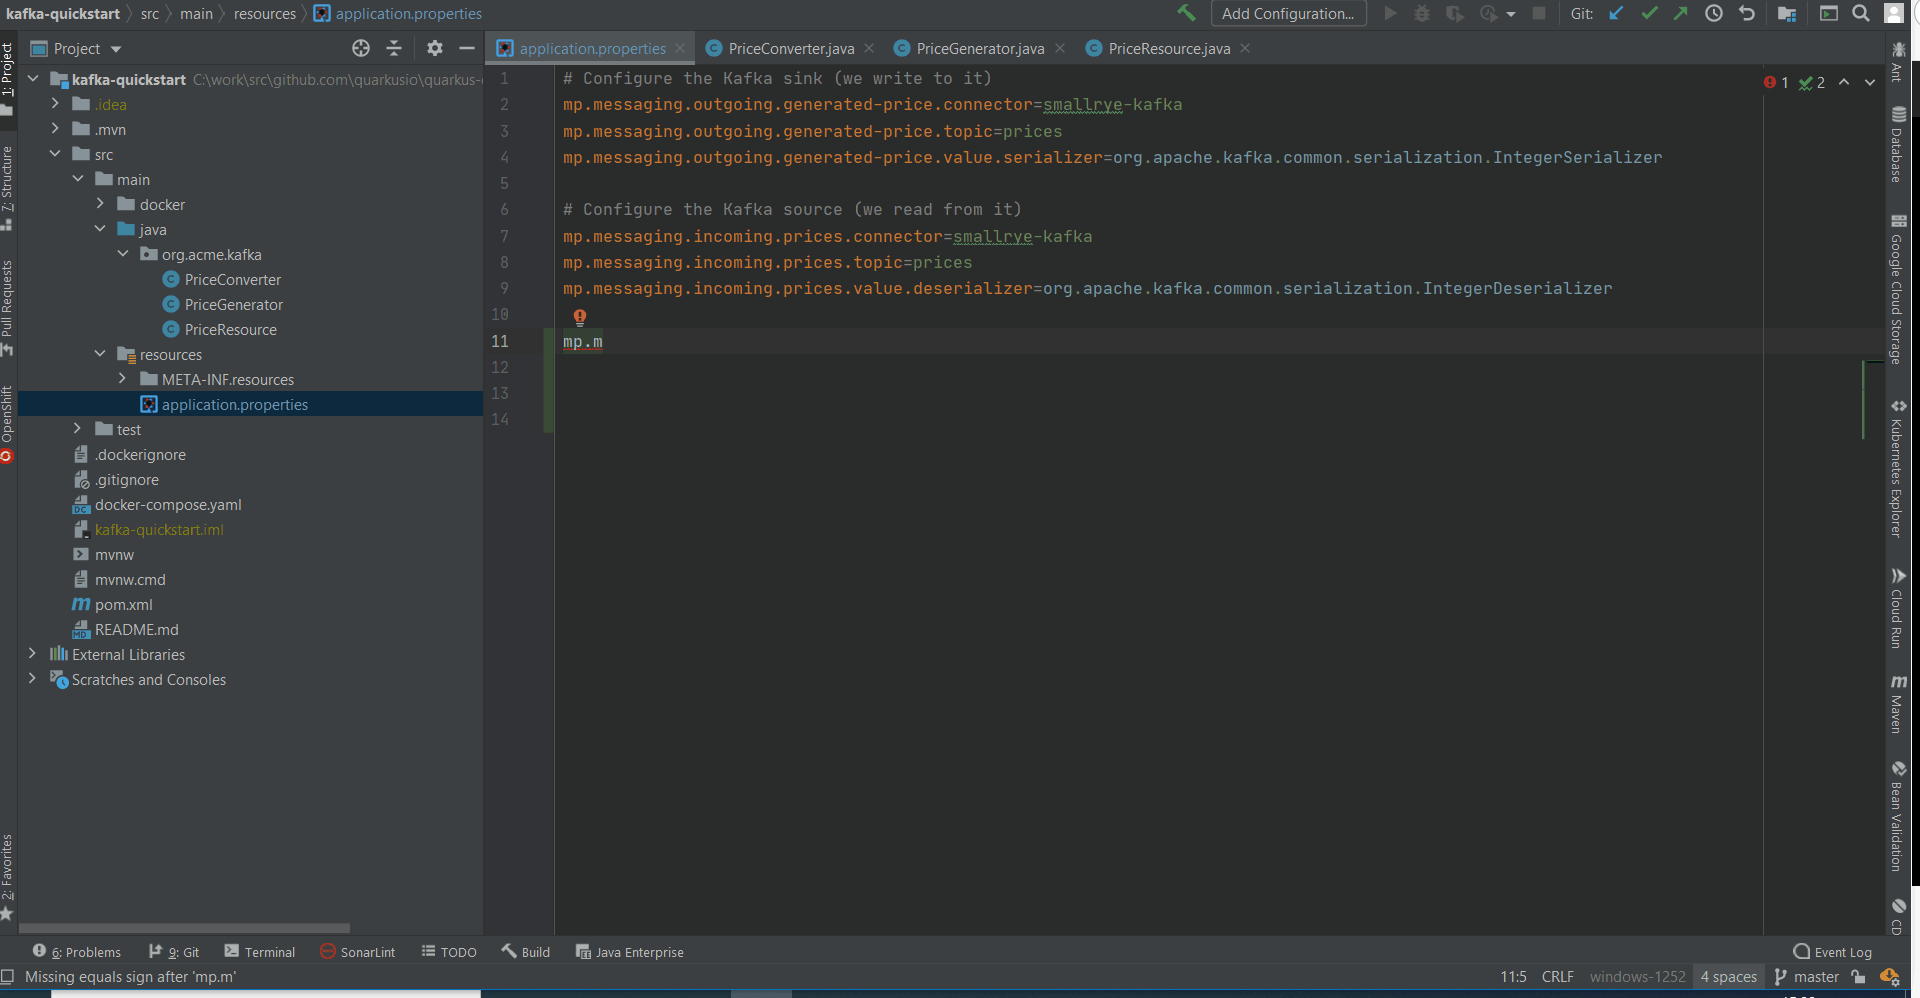 kafka-quickstart src main resources application.properties
Add Configuration...
Git:
Project
application.properties
PriceConverter.java
PriceGenerator.java
PriceResource.java
1: Project
7: Structure
Pull Requests
OpenShift
2: Favorites
kafka-quickstart C:\work\src\github.com\quarkusio\quarkus-
.idea
.mvn
src
main
docker
java
org.acme.kafka
PriceConverter
PriceGenerator
PriceResource
resources
META-INF.resources
application.properties
test
.dockerignore
.gitignore
docker-compose.yaml
kafka-quickstart.iml
mvnw
mvnw.cmd
pom.xml
README.md
External Libraries
Scratches and Consoles
1 # Configure the Kafka sink (we write to it)
2 mp.messaging.outgoing.generated-price.connector=smallrye-kafka
3 mp.messaging.outgoing.generated-price.topic=prices
4 mp.messaging.outgoing.generated-price.value.serializer=org.apache.kafka.common.serialization.IntegerSerializer
5
6 # Configure the Kafka source (we read from it)
7 mp.messaging.incoming.prices.connector=smallrye-kafka
8 mp.messaging.incoming.prices.topic=prices
9 mp.messaging.incoming.prices.value.deserializer=org.apache.kafka.common.serialization.IntegerDeserializer
10
11 mp.m
12
13
14
1 2
Ant
Database
Google Cloud Storage
Kubernetes Explorer
Cloud Run
Maven
Bean Validation
CD
6: Problems
9: Git
Terminal
SonarLint
TODO
Build
Java Enterprise
Event Log
Missing equals sign after 'mp.m'
11:5 CRLF windows-1252 4 spaces master